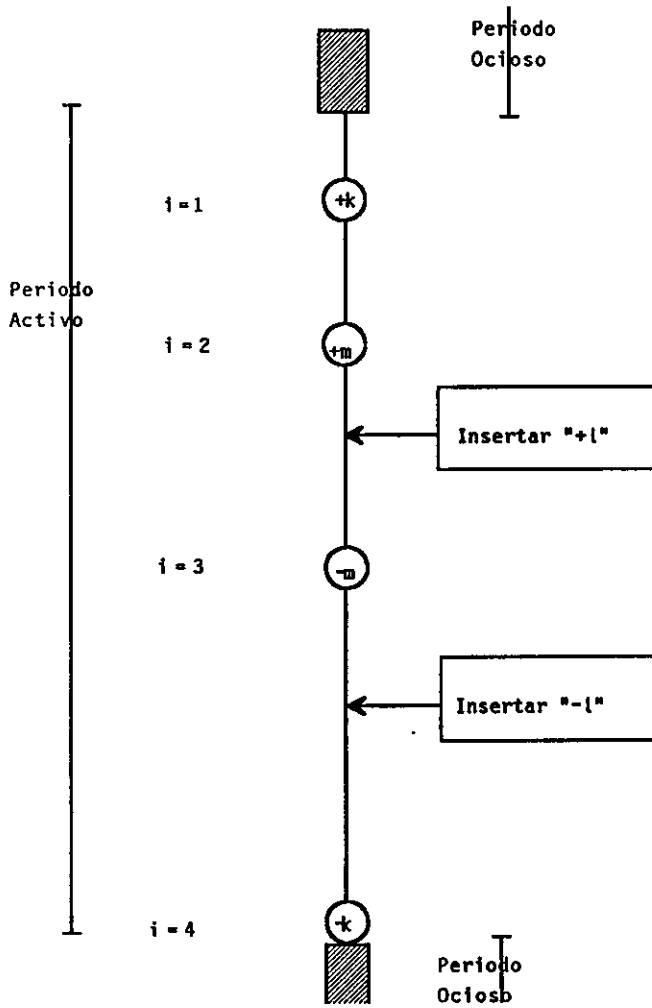 Periodo
Ocioso
i=1
+k
Periodo
Activo
i=2
+m
Insertar "+i"
i=3
-m
Insertar "-i"
i=4
-k
Periodo
Ocioso